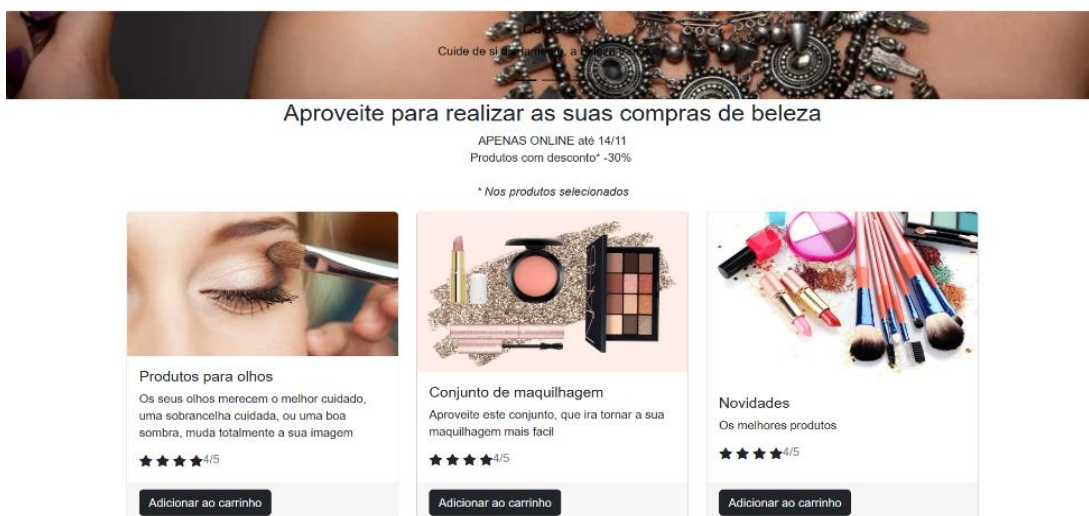 Cuide-se
Cuide de si diariamente, a beleza
Aproveite para realizar as suas compras de beleza
APENAS ONLINE até 14/11
Produtos com desconto* -30%
* Nos produtos selecionados
Produtos para olhos
Os seus olhos merecem o melhor cuidado,
uma sobrancelha cuidada, ou uma boa
sombra, muda totalmente a sua imagem
4/5
Adicionar ao carrinho
Conjunto de maquilhagem
Aproveite este conjunto, que ira tornar a sua
maquilhagem mais facil
4/5
Adicionar ao carrinho
Novidades
Os melhores produtos
4/5
Adicionar ao carrinho